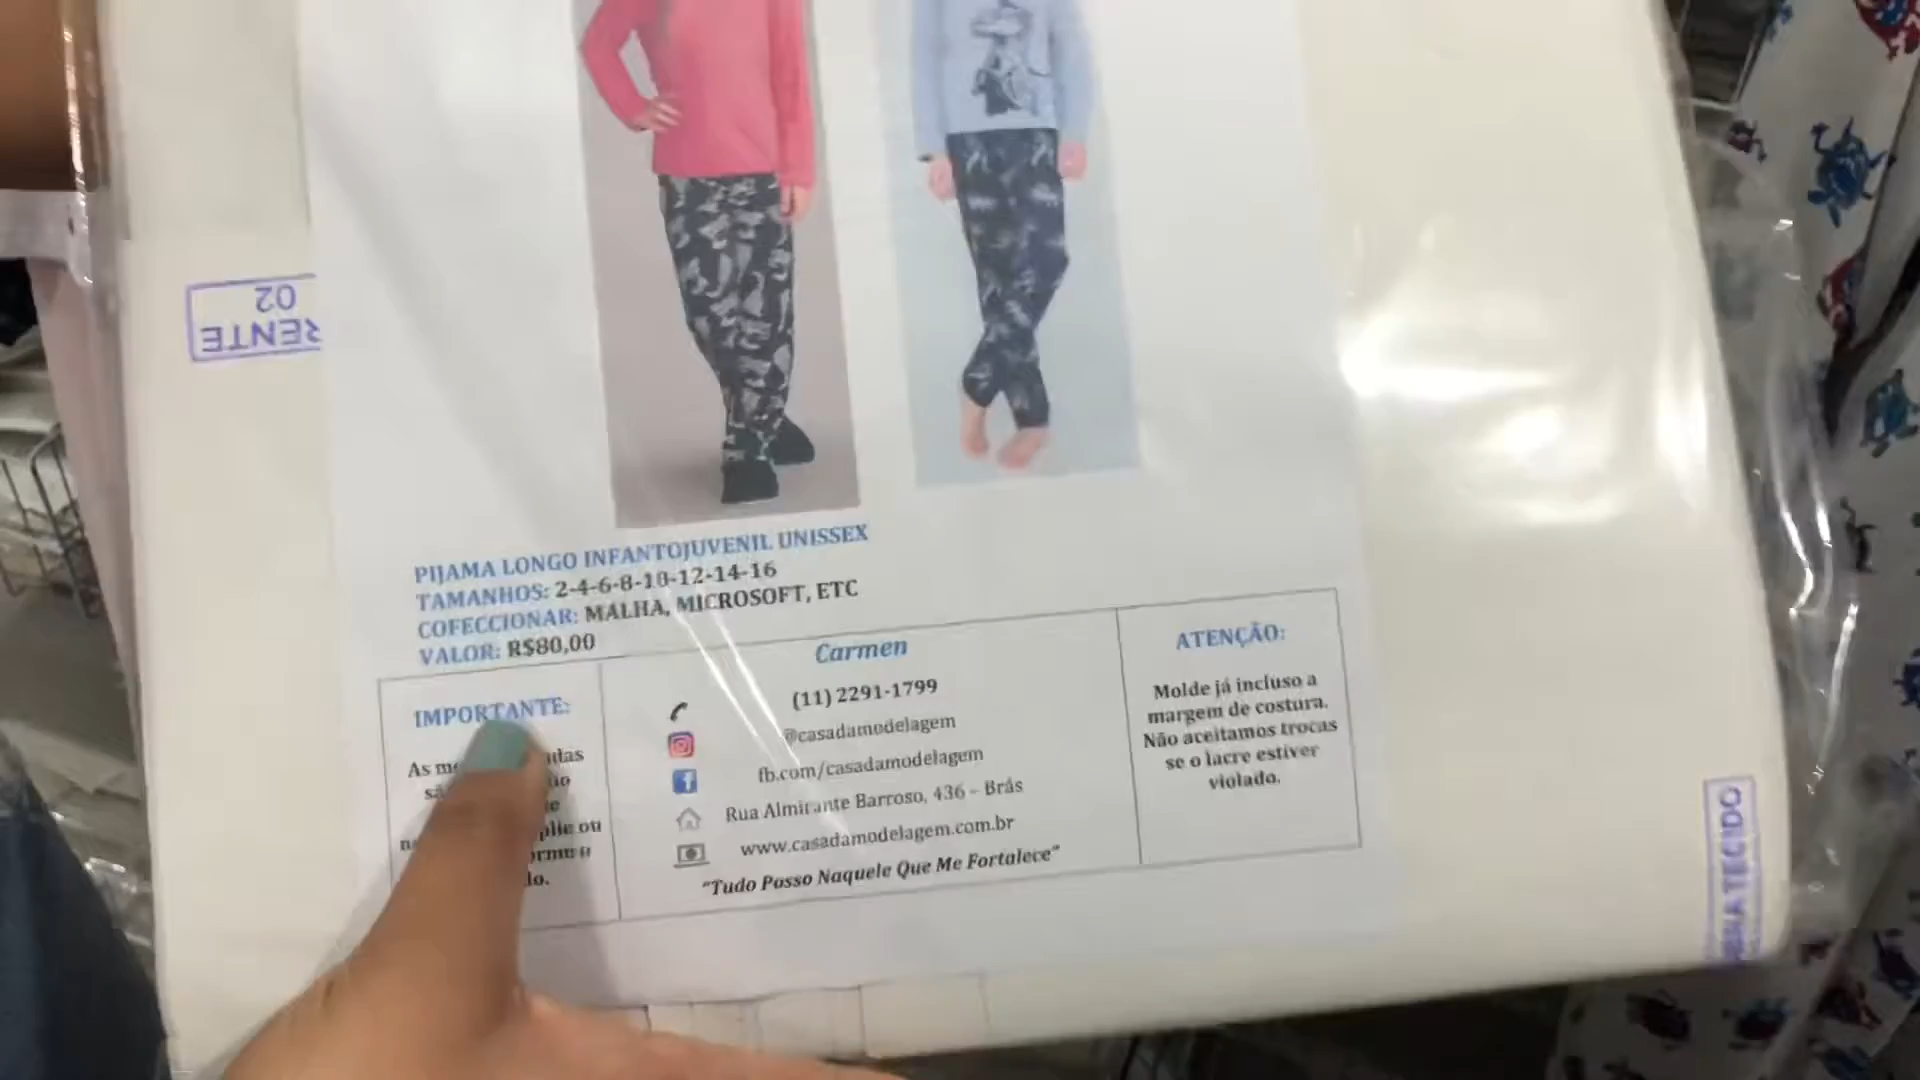 02
RENTE
PIJAMA LONGO INFANTOJUVENIL UNISSEX
TAMANHOS: 2-4-6-8-10-12-14-16
COFECCIONAR: MALHA, MICROSOFT, ETC
VALOR: R$80,00
IMPORTANTE:
As
plie ou
Carmen
(11) 2291-1799
@casadamodelagem
fb.com/casadamodelagem
Rua Almirante Barroso, 436 – Brás
www.casadamodelagem.com.br
"Tudo Posso Naquele Que Me Fortalece"
ATENÇÃO:
Molde já incluso a
margem de costura.
Não aceitamos trocas
se o lacre estiver
violado.
TECIDO